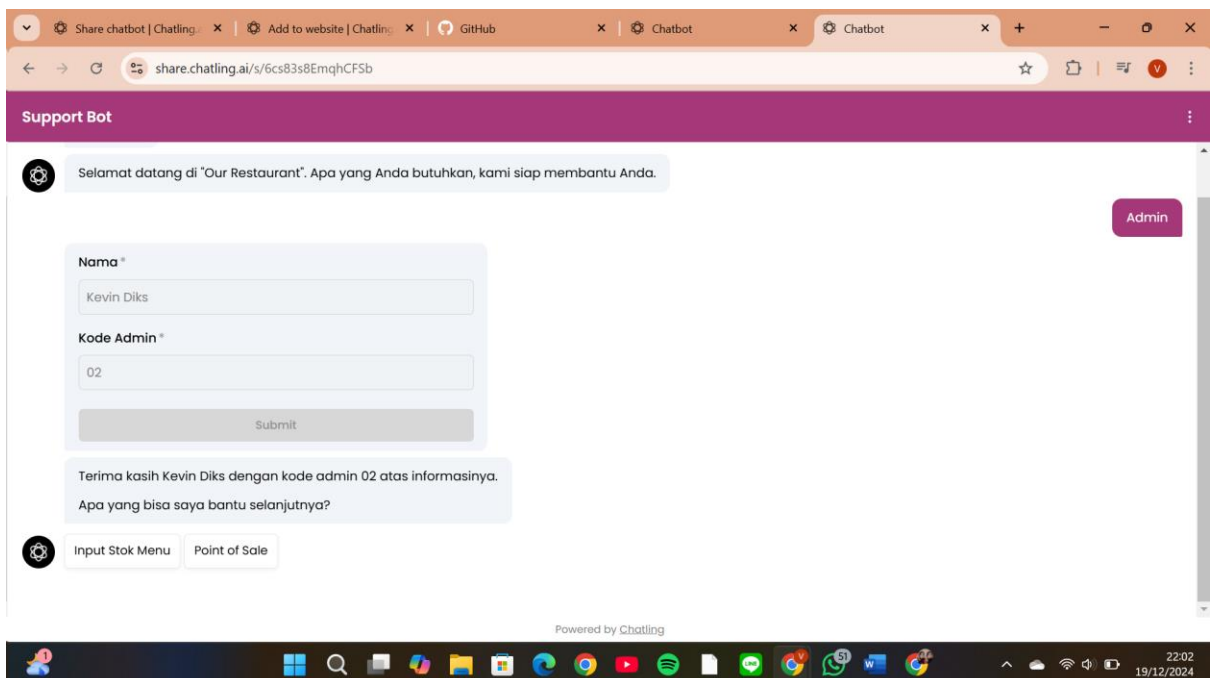 Share chatbot | Chatling.
Add to website | Chatling
GitHub
Chatbot
Chatbot
share.chatling.ai/s/6cs83s8EmqhCFSb
V
Support Bot
Selamat datang di "Our Restaurant". Apa yang Anda butuhkan, kami siap membantu Anda.
Admin
Nama *
Kevin Diks
Kode Admin *
02
Submit
Terima kasih Kevin Diks dengan kode admin 02 atas informasinya.
Apa yang bisa saya bantu selanjutnya?
Input Stok Menu
Point of Sale
Powered by Chatling
1
LINE
V
51
W
22:02
19/12/2024